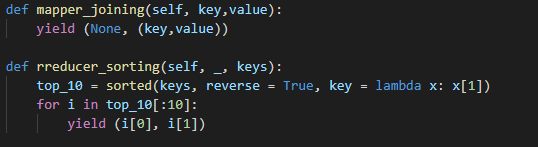 def mapper_joining(self, key,value):
    yield (None, (key,value))
def rreducer_sorting(self, _, keys):
    top_10 = sorted(keys, reverse = True, key = lambda x: x[1])
    for i in top_10[:10]:
        yield (i[0], i[1])